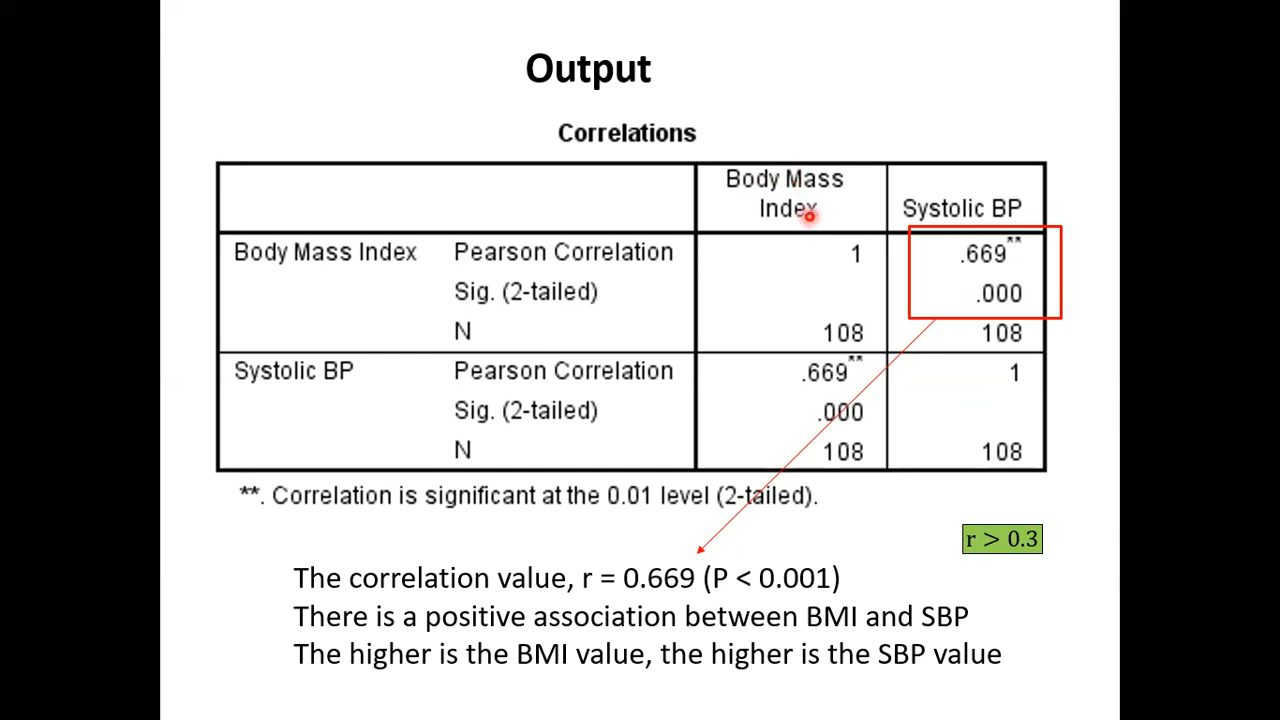 Output
Correlations
Body Mass Index Systolic BP
Body Mass Index Pearson Correlation 1 .669**
Sig. (2-tailed) .000
N 108 108
Systolic BP Pearson Correlation .669** 1
Sig. (2-tailed) .000
N 108 108
**. Correlation is significant at the 0.01 level (2-tailed).
r > 0.3
The correlation value, r = 0.669 (P < 0.001)
There is a positive association between BMI and SBP
The higher is the BMI value, the higher is the SBP value